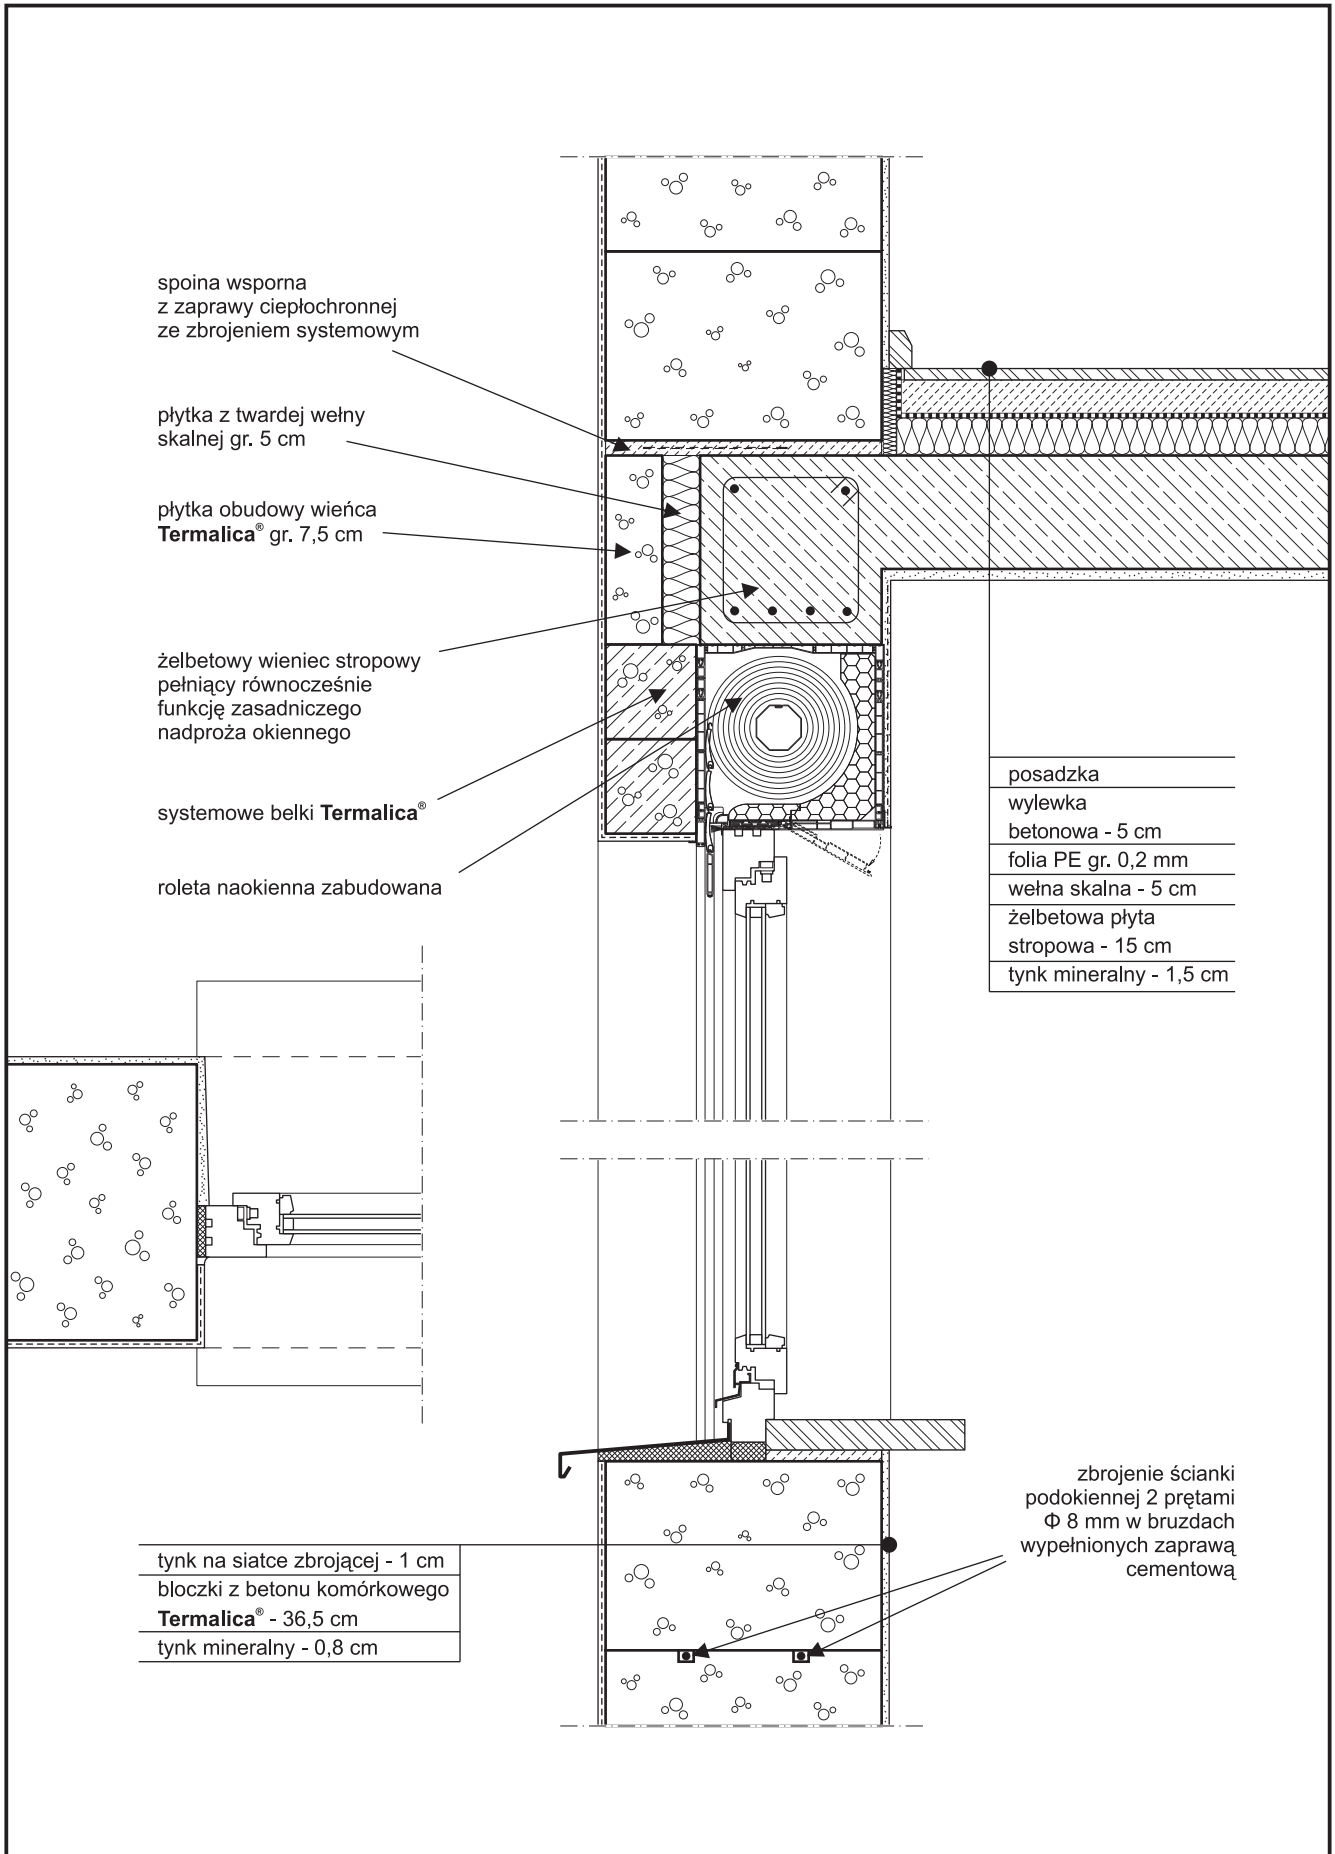 spoina wsporna
z zaprawy ciepłochronnej
ze zbrojeniem systemowym
płytka z twardej wełny
skalnej gr. 5 cm
płytka obudowy wieńca
Termalica® gr. 7,5 cm
żelbetowy wieniec stropowy
pełniący równocześnie
funkcję zasadniczego
nadproża okiennego
systemowe belki Termalica®
roleta naokienna zabudowana
posadzka
wylewka
betonowa - 5 cm
folia PE gr. 0,2 mm
wełna skalna - 5 cm
żelbetowa płyta
stropowa - 15 cm
tynk mineralny - 1,5 cm
zbrojenie ścianki
podokiennej 2 prętami
Φ 8 mm w bruzdach
wypełnionych zaprawą
cementową
tynk na siatce zbrojącej - 1 cm
bloczki z betonu komórkowego
Termalica® - 36,5 cm
tynk mineralny - 0,8 cm